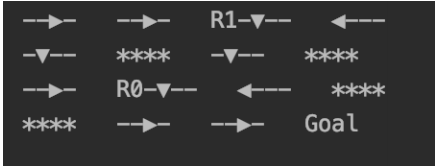 ——►— ——►— R1—▼—— ◄———
—▼—— **** —▼—— ****
——►— R0—▼—— ◄——— ****
**** ——►— ——►— Goal